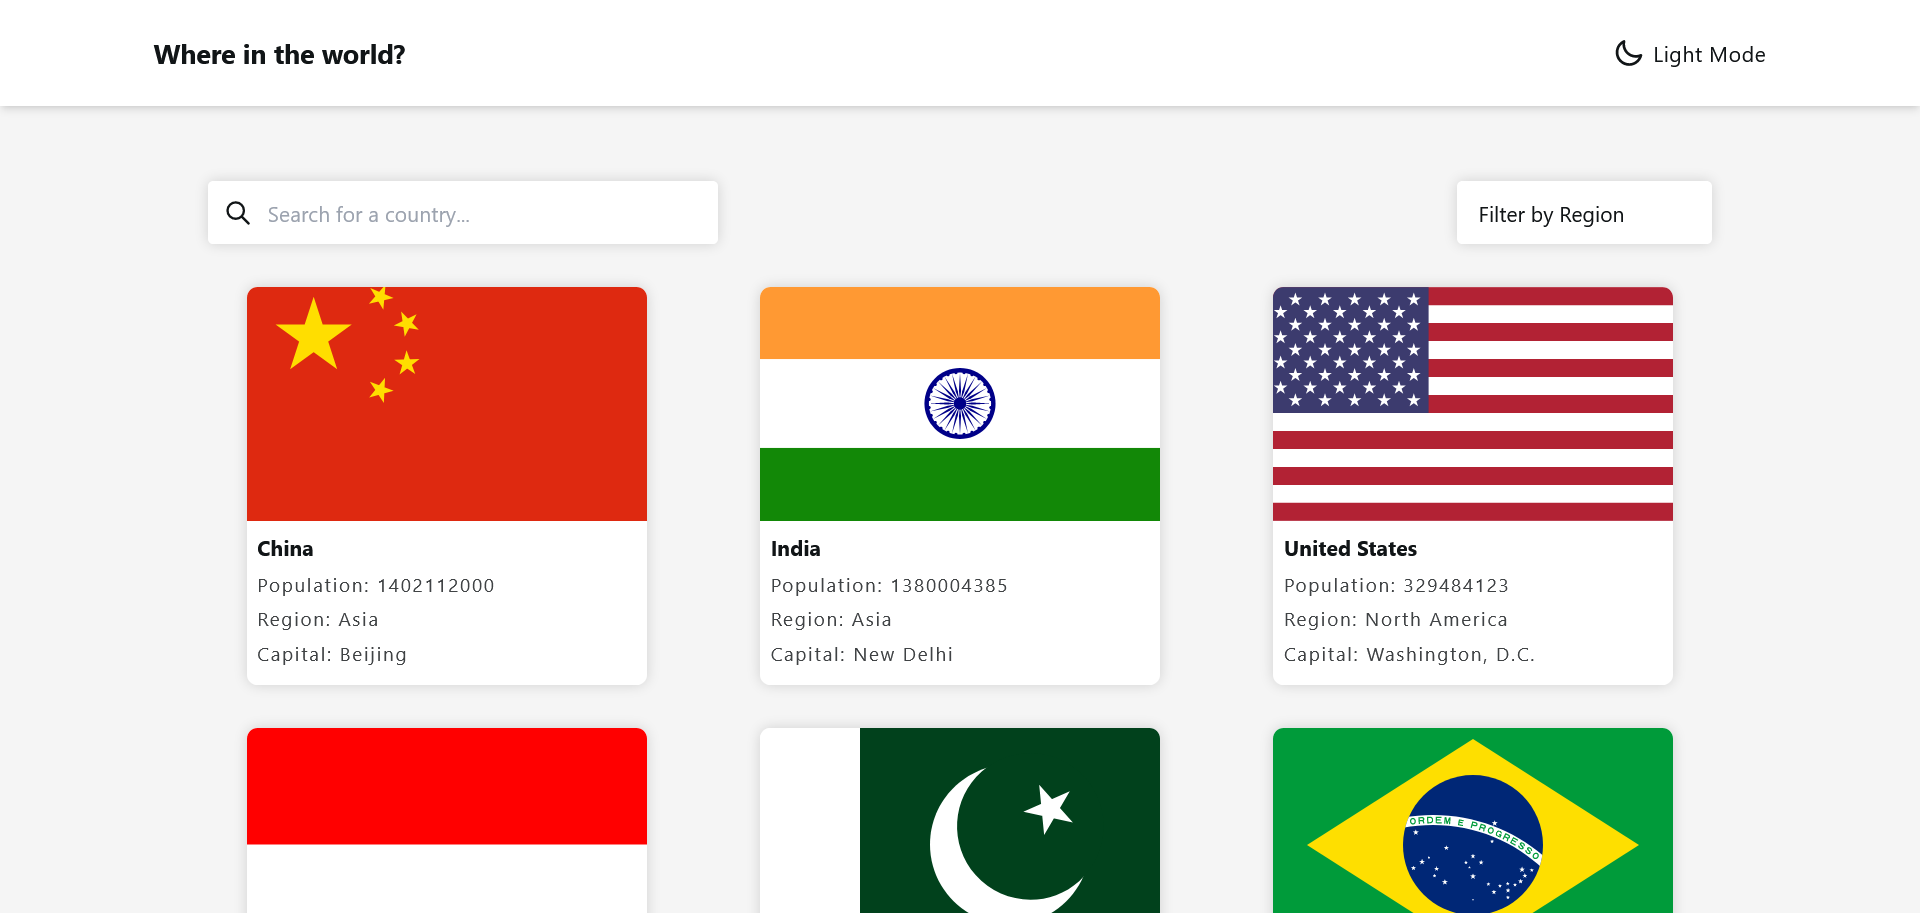 Where in the world?
Light Mode
Search for a country...
Filter by Region
China
Population: 1402112000
Region: Asia
Capital: Beijing
India
Population: 1380004385
Region: Asia
Capital: New Delhi
United States
Population: 329484123
Region: North America
Capital: Washington, D.C.
ORDEM E PROGRESSO